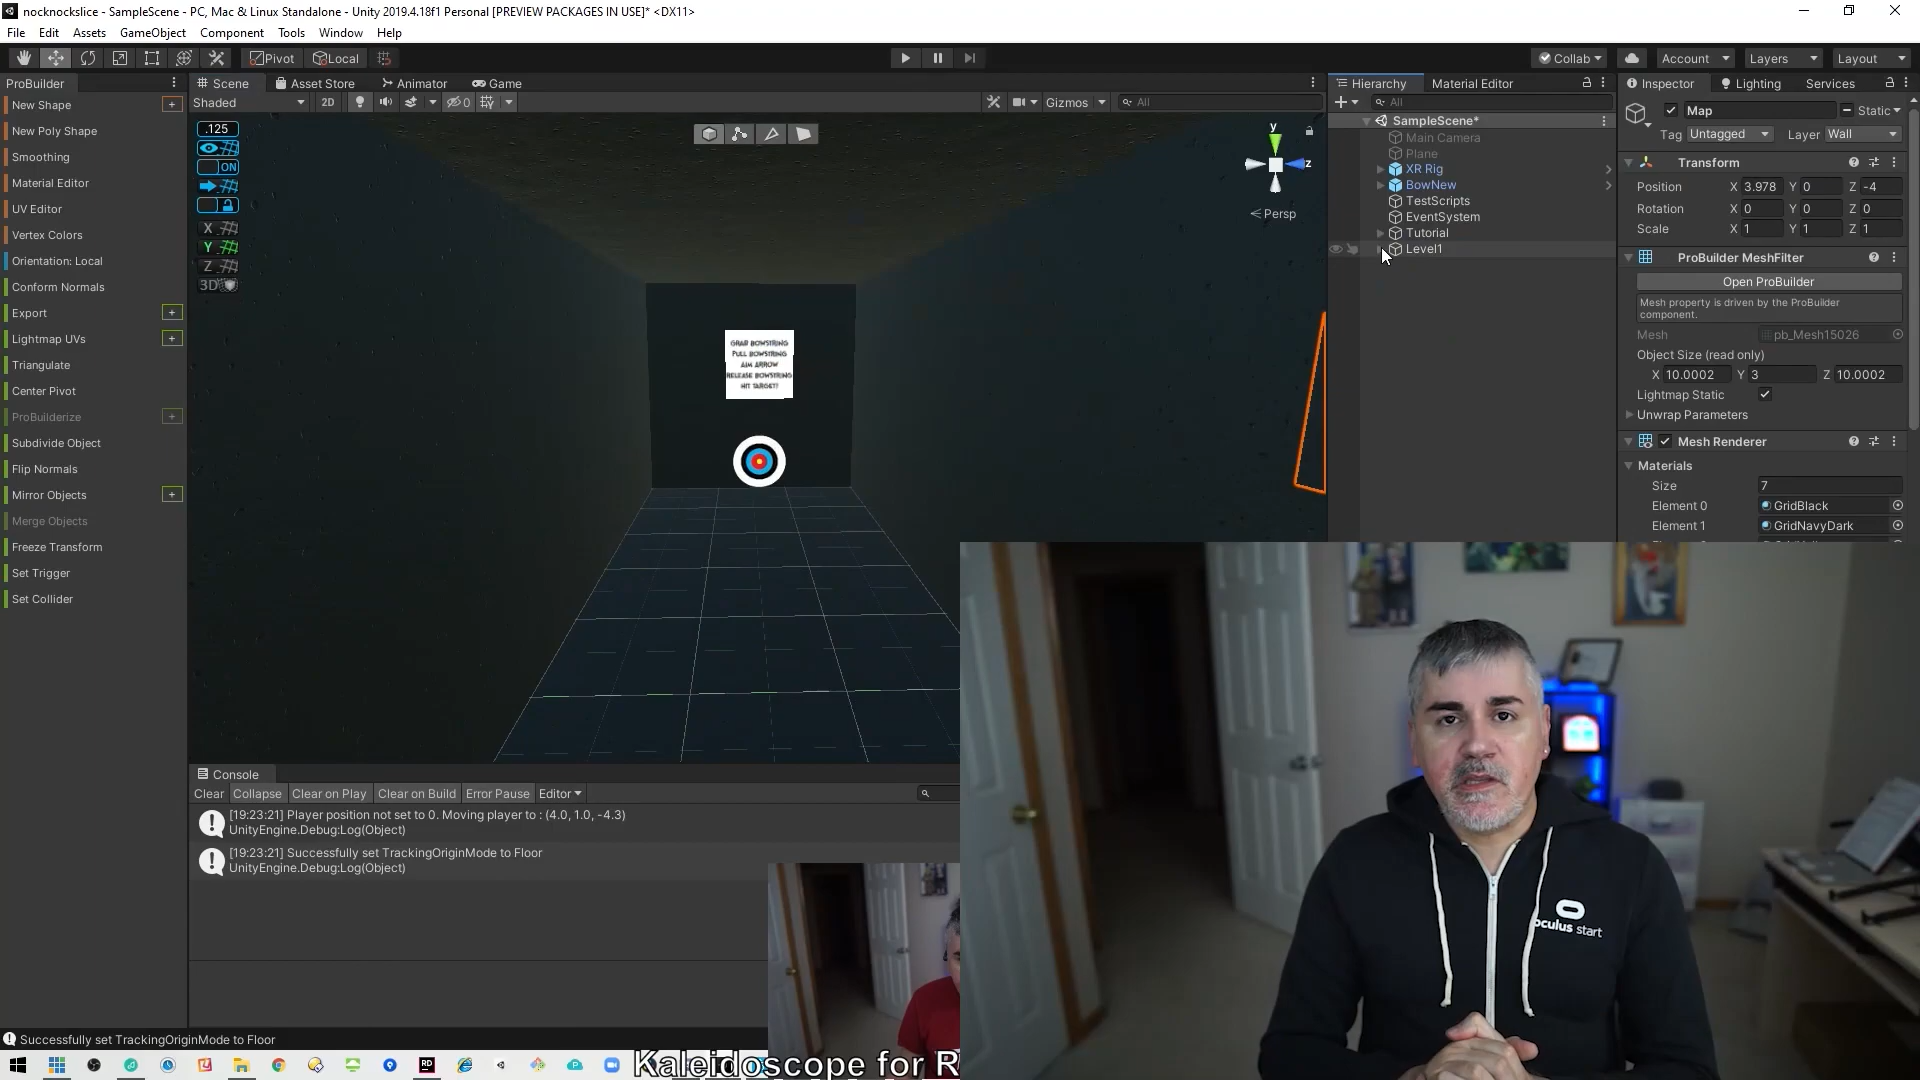 nocknockslice - SampleScene - PC, Mac & Linux Standalone - Unity 2019.4.18f1 Personal [PREVIEW PACKAGES IN USE]* <DX11>
File Edit Assets GameObject Component Tools Window Help
Pivot Local Collab Account Layers Layout
ProBuilder Scene Asset Store Animator Game Hierarchy Material Editor Inspector Lighting Services
Shaded 2D 0 Gizmos All All
New Shape
New Poly Shape
Smoothing
Material Editor
UV Editor
Vertex Colors
Orientation: Local
Conform Normals
Export
Lightmap UVs
Triangulate
Center Pivot
ProBuilderize
Subdivide Object
Flip Normals
Mirror Objects
Merge Objects
Freeze Transform
Set Trigger
Set Collider
.125
ON
X
Y
Z
3D
y
z
Persp
GRAB BOWSTRING
PULL BOWSTRING
AIM ARROW
RELEASE BOWSTRING
HIT TARGET!
SampleScene*
Main Camera
Plane
XR Rig
BowNew
TestScripts
EventSystem
Tutorial
Level1
Map Static
Tag Untagged Layer Wall
Transform
Position X 3.978 Y 0 Z -4
Rotation X 0 Y 0 Z 0
Scale X 1 Y 1 Z 1
ProBuilder MeshFilter
Open ProBuilder
Mesh property is driven by the ProBuilder
component.
Mesh pb_Mesh15026
Object Size (read only)
X 10.0002 Y 3 Z 10.0002
Lightmap Static
Unwrap Parameters
Mesh Renderer
Materials
Size 7
Element 0 GridBlack
Element 1 GridNavyDark
Console
Clear Collapse Clear on Play Clear on Build Error Pause Editor
[19:23:21] Player position not set to 0. Moving player to : (4.0, 1.0, -4.3)
UnityEngine.Debug:Log(Object)
[19:23:21] Successfully set TrackingOriginMode to Floor
UnityEngine.Debug:Log(Object)
Successfully set TrackingOriginMode to Floor
oculus start
Kaleidoscope for R